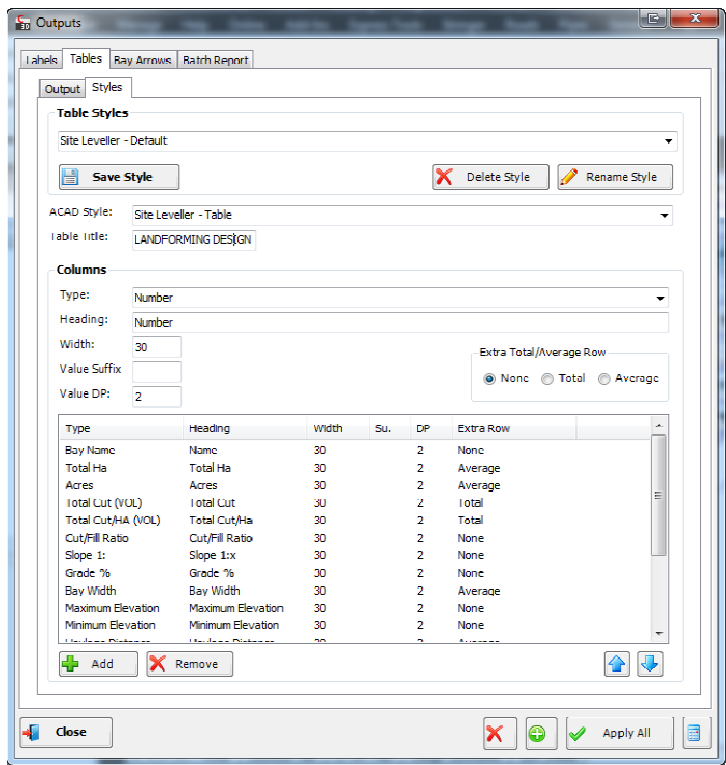 Outputs
Labels Tables Bay Arrows Batch Report
Output Styles
Table Styles
Site Leveller - Default
Save Style Delete Style Rename Style
ACAD Style: Site Leveller - Table
Table Title: LANDFORMING DESIGN
Columns
Type: Number
Heading: Number
Width: 30
Extra Total/Average Row
Value Suffix
None Total Average
Value DP: 2
Type Heading Width Su. DP Extra Row
Bay Name Name 30 2 None
Total Ha Total Ha 30 2 Average
Acres Acres 30 2 Average
Total Cut (VOL) Total Cut 30 2 Total
Total Cut/HA (VOL) Total Cut/Ha 30 2 Total
Cut/Fill Ratio Cut/Fill Ratio 30 2 None
Slope 1: Slope 1:x 30 2 None
Grade % Grade % 30 2 None
Bay Width Bay Width 30 2 Average
Maximum Elevation Maximum Elevation 30 2 None
Minimum Elevation Minimum Elevation 30 2 None
Haulage Distance Haulage Distance 30 2 Average
Add Remove
Close Apply All